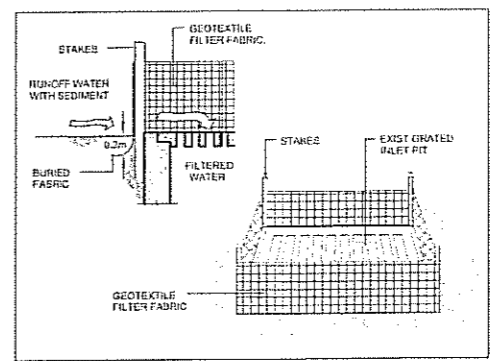 GEOTEXTILE
FILTER FABRIC.
STAKES
RUNOFF WATER
WITH SEDIMENT
0.2m
BURIED
FABRIC
FILTERED
WATER
STAKES
EXIST GRATED
INLET PIT
GEOTEXTILE
FILTER FABRIC